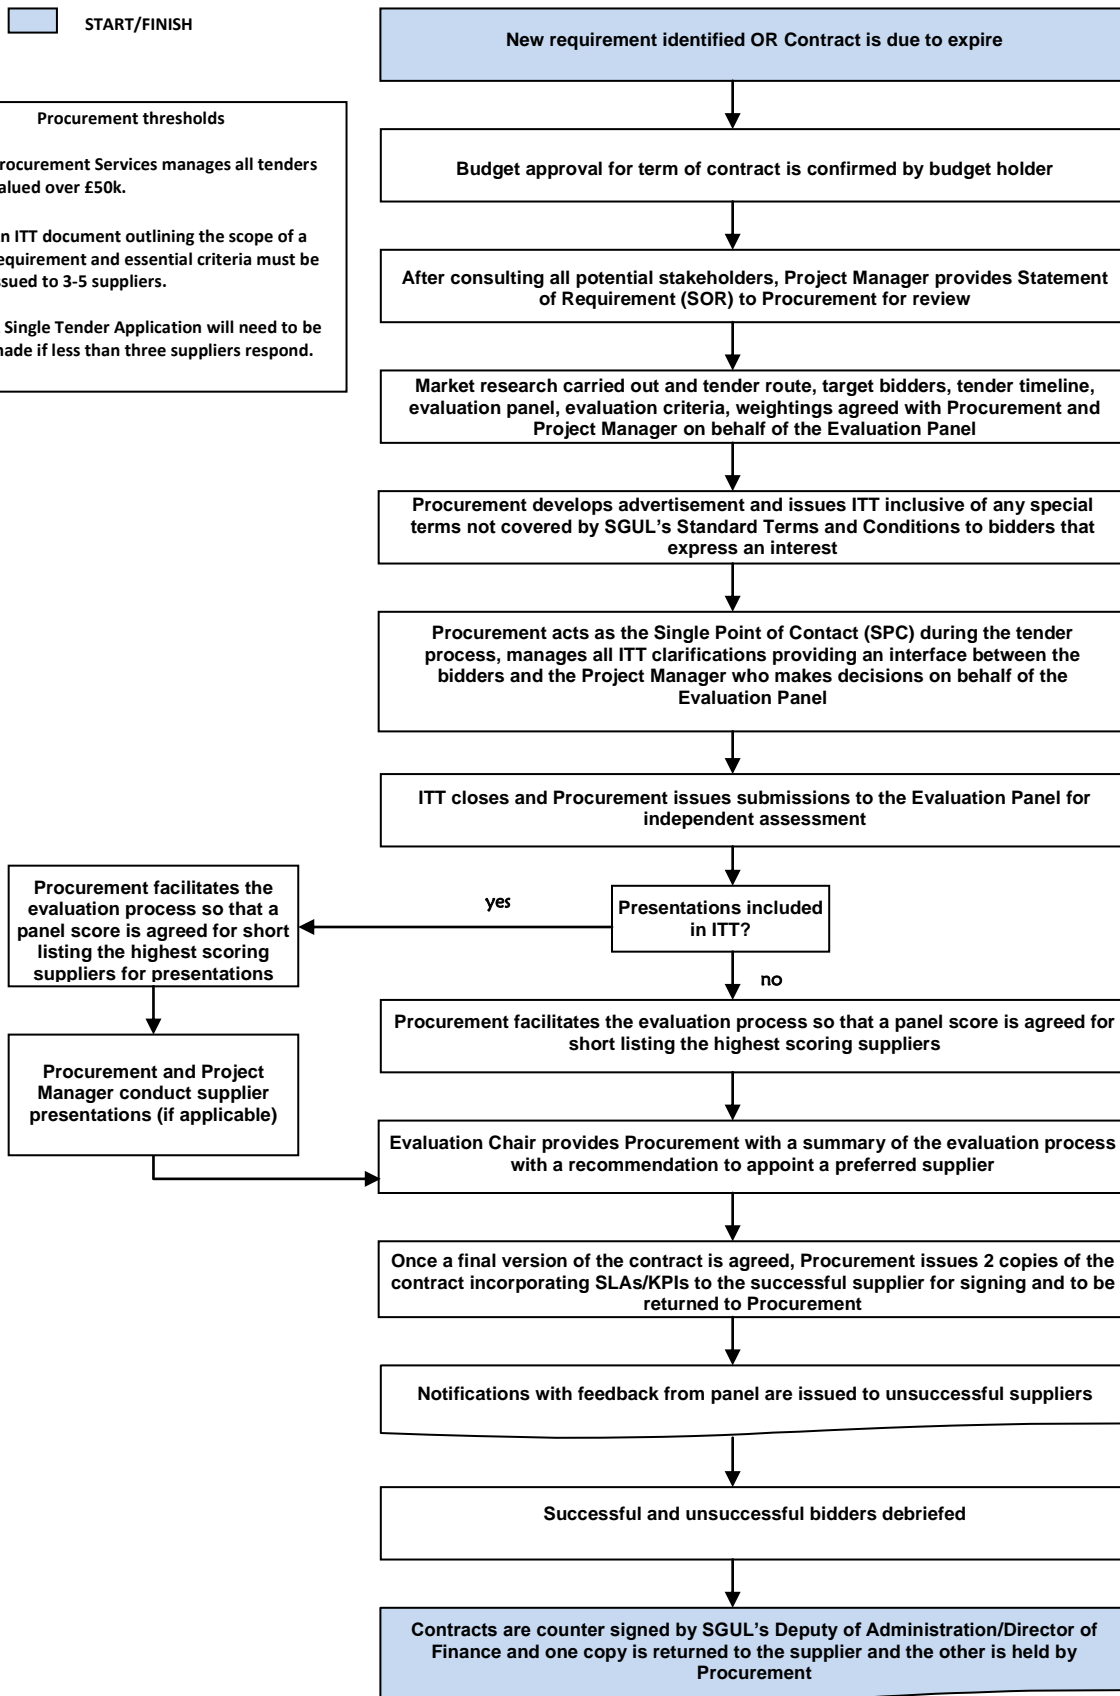 START/FINISH
New requirement identified OR Contract is due to expire
Procurement thresholds
rocurement Services manages all tenders
alued over £50k.
n ITT document outlining the scope of a
equirement and essential criteria must be
ssued to 3-5 suppliers.
Single Tender Application will need to be
nade if less than three suppliers respond.
Budget approval for term of contract is confirmed by budget holder
After consulting all potential stakeholders, Project Manager provides Statement
of Requirement (SOR) to Procurement for review
Market research carried out and tender route, target bidders, tender timeline,
evaluation panel, evaluation criteria, weightings agreed with Procurement and
Project Manager on behalf of the Evaluation Panel
Procurement develops advertisement and issues ITT inclusive of any special
terms not covered by SGUL's Standard Terms and Conditions to bidders that
express an interest
Procurement acts as the Single Point of Contact (SPC) during the tender
process, manages all ITT clarifications providing an interface between the
bidders and the Project Manager who makes decisions on behalf of the
Evaluation Panel
ITT closes and Procurement issues submissions to the Evaluation Panel for
independent assessment
Presentations included
in ITT?
yes
Procurement facilitates the
evaluation process so that a
panel score is agreed for short
listing the highest scoring
suppliers for presentations
Procurement and Project
Manager conduct supplier
presentations (if applicable)
no
Procurement facilitates the evaluation process so that a panel score is agreed for
short listing the highest scoring suppliers
Evaluation Chair provides Procurement with a summary of the evaluation process
with a recommendation to appoint a preferred supplier
Once a final version of the contract is agreed, Procurement issues 2 copies of the
contract incorporating SLAs/KPIs to the successful supplier for signing and to be
returned to Procurement
Notifications with feedback from panel are issued to unsuccessful suppliers
Successful and unsuccessful bidders debriefed
Contracts are counter signed by SGUL's Deputy of Administration/Director of
Finance and one copy is returned to the supplier and the other is held by
Procurement